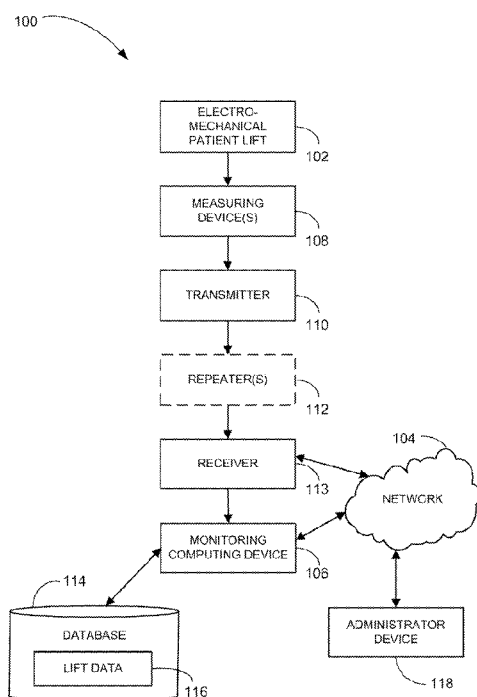 100
ELECTRO-
MECHANICAL
PATIENT LIFT
102
MEASURING
DEVICE(S)
108
TRANSMITTER
110
REPEATER(S)
112
RECEIVER
113
104
NETWORK
MONITORING
COMPUTING DEVICE
106
114
DATABASE
LIFT DATA
116
ADMINISTRATOR
DEVICE
118